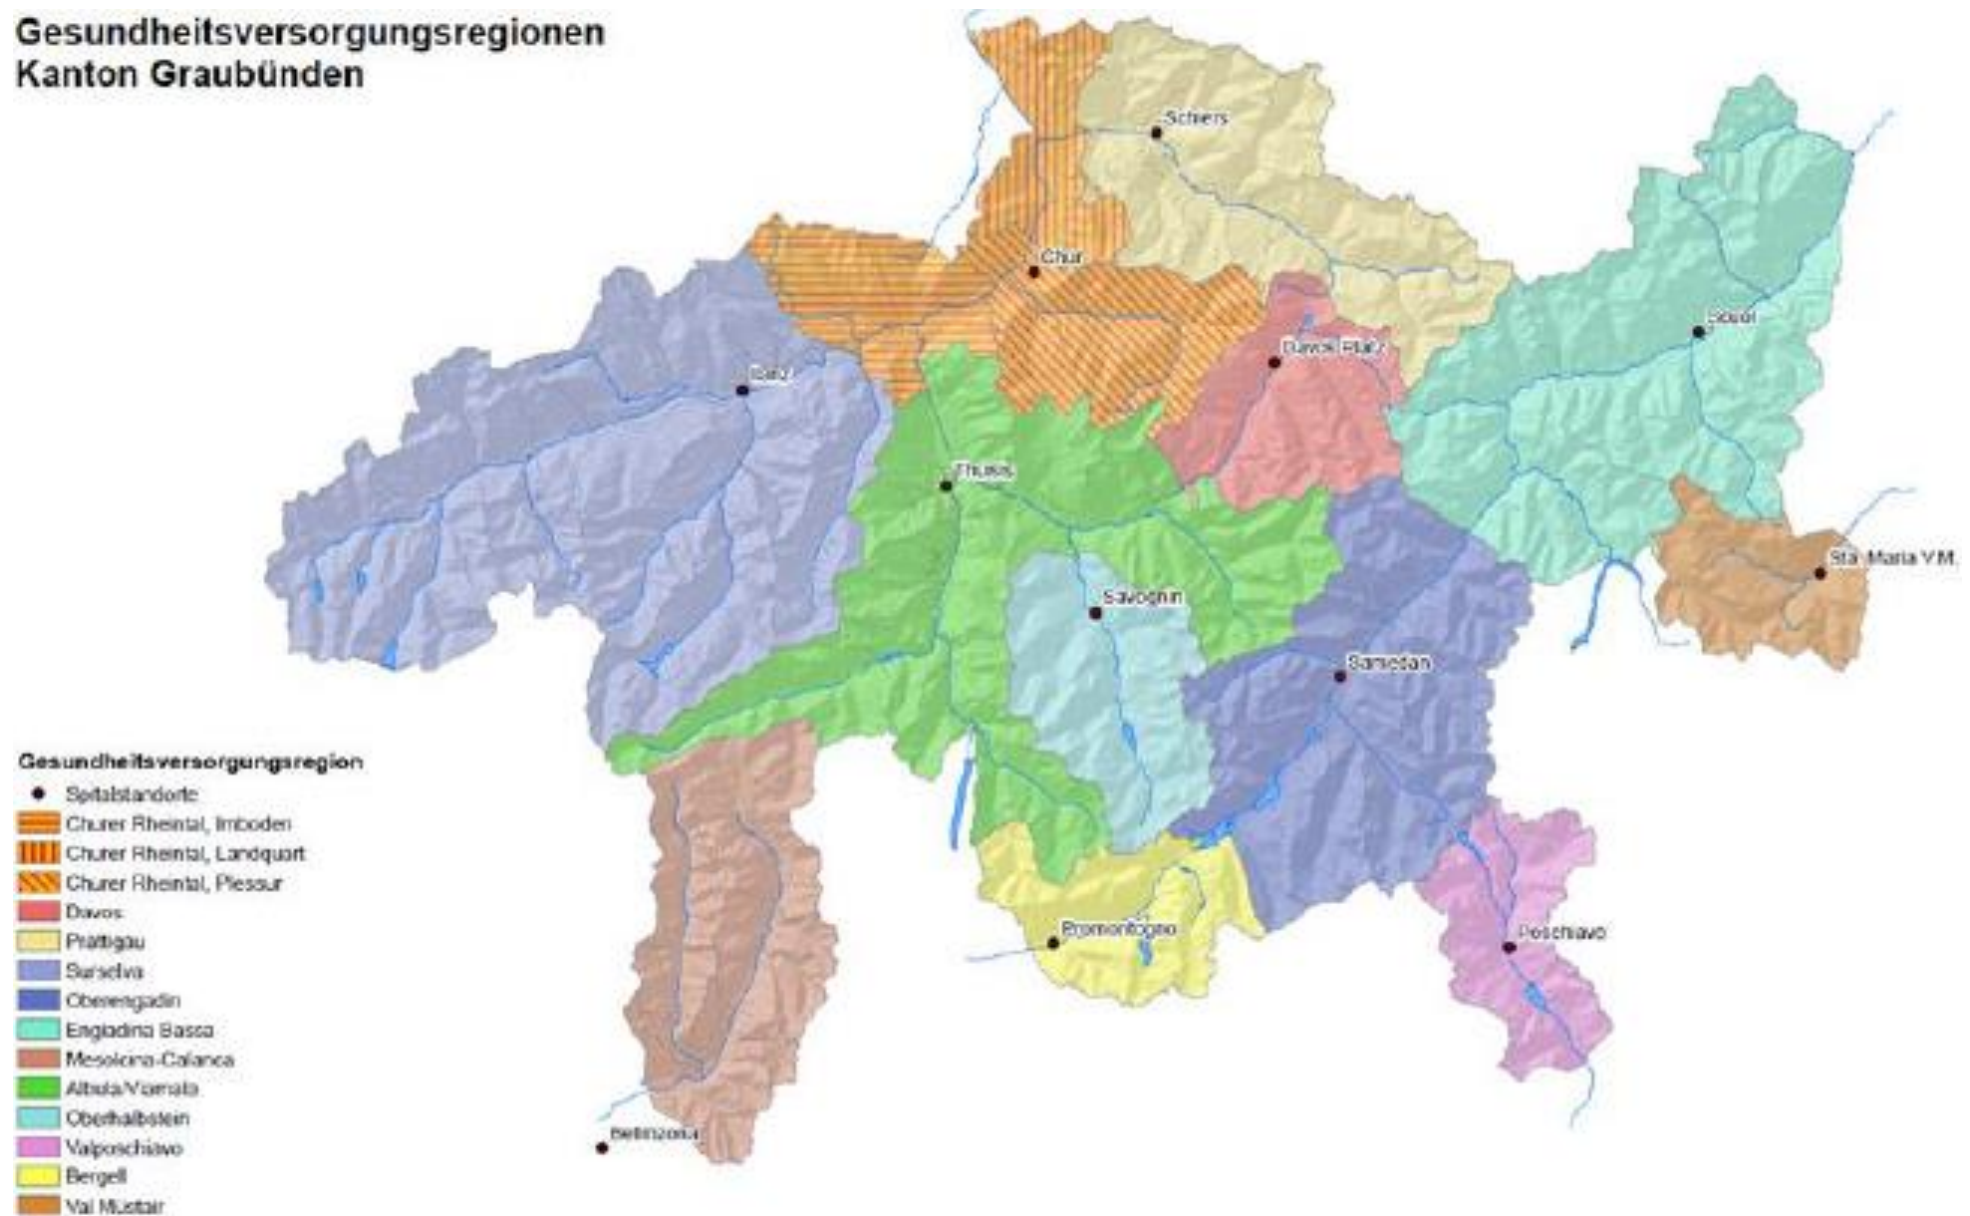 Gesundheitsversorgungsregionen
Kanton Graubünden
Schiers
Chur
Scuol
Davos Platz
Ilanz
Thusis
Sta. Maria V.M.
Savognin
Samedan
Promontogno
Poschiavo
Bellinzona
Gesundheitsversorgungsregion
Spitalstandorte
Churer Rheintal, Imboden
Churer Rheintal, Landquart
Churer Rheintal, Plessur
Davos
Prättigau
Surselva
Oberengadin
Engiadina Bassa
Mesolcina-Calanca
Albula/Viamala
Oberhalbstein
Valposchiavo
Bergell
Val Müstair